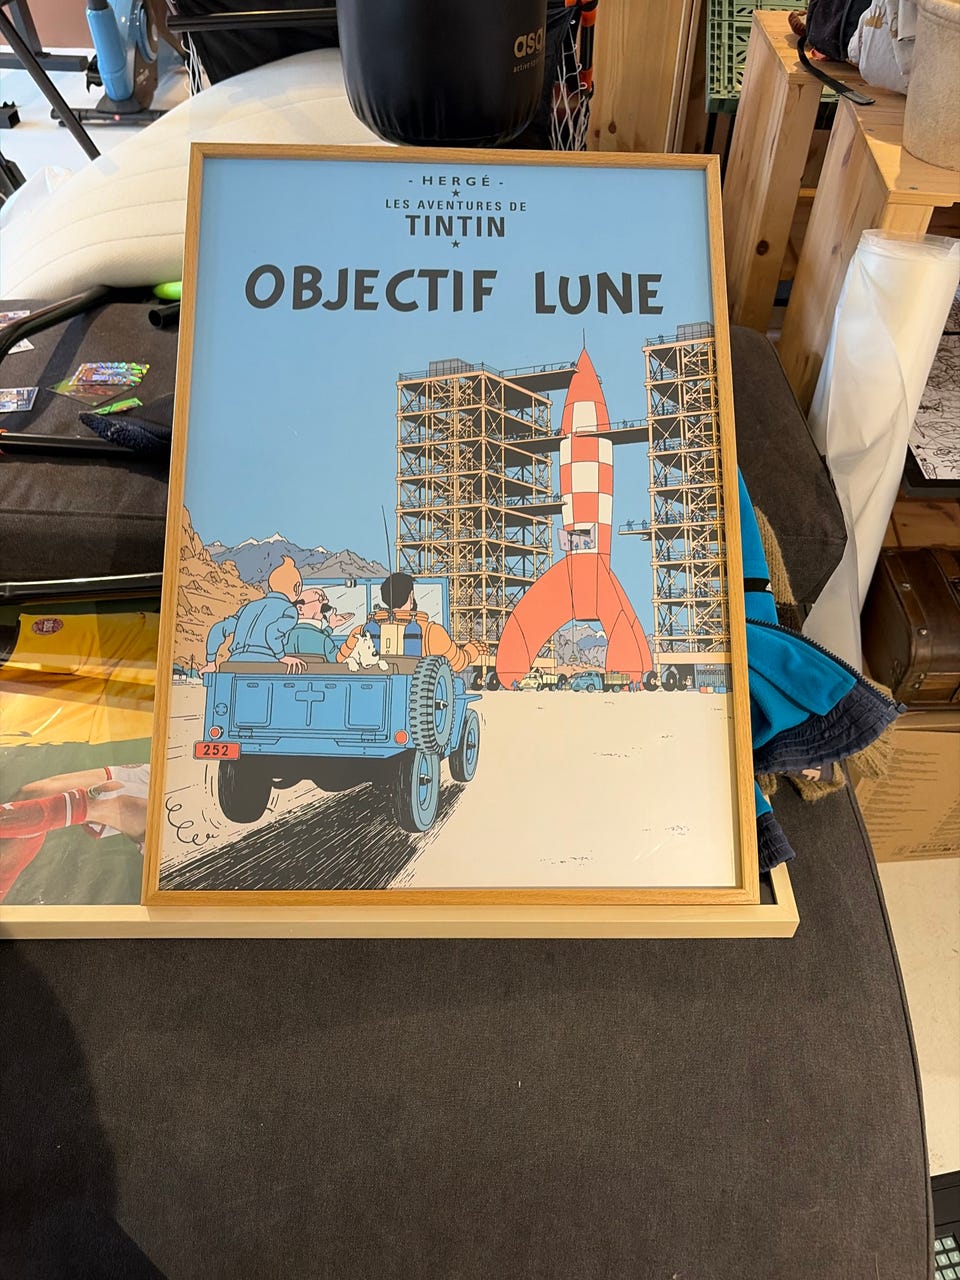 - HERGÉ -
LES AVENTURES DE
TINTIN
OBJECTIF LUNE
252